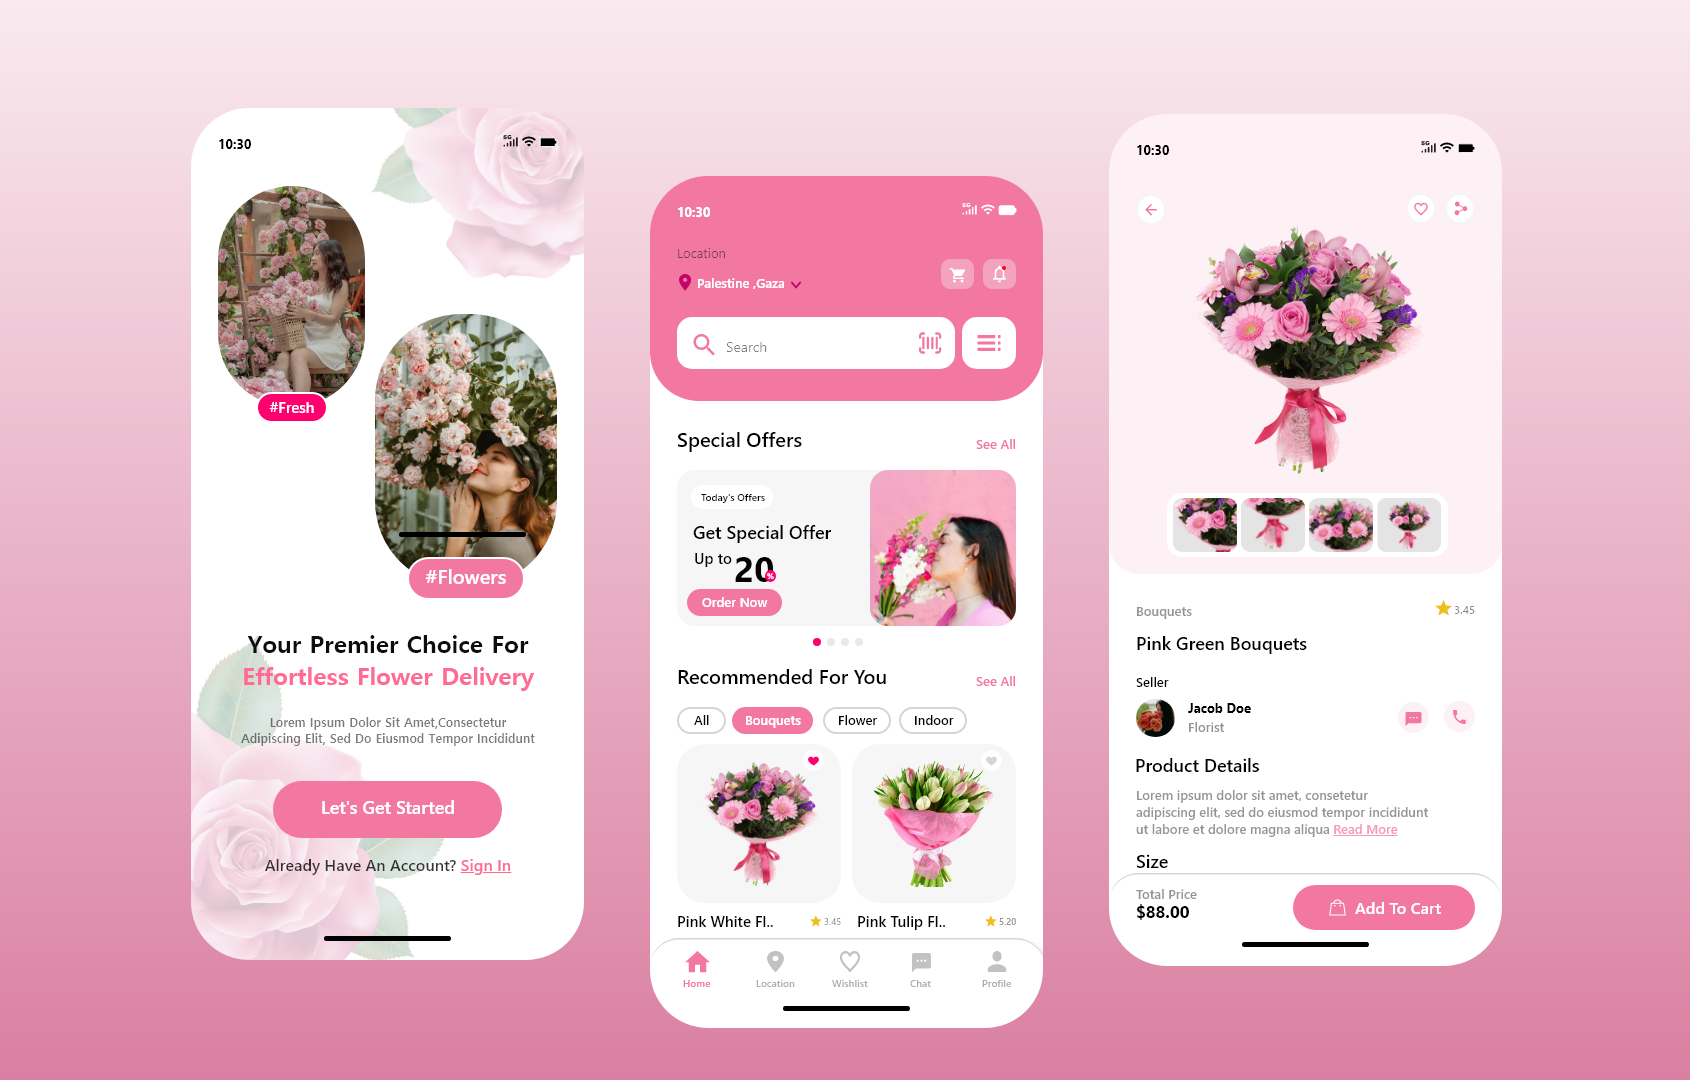 10:30
5G
#Fresh
#Flowers
Your Premier Choice For
Effortless Flower Delivery
Lorem Ipsum Dolor Sit Amet,Consectetur
Adipiscing Elit, Sed Do Eiusmod Tempor Incididunt
Let's Get Started
Already Have An Account? Sign In
10:30
5G
Location
Palestine ,Gaza
Search
Special Offers
See All
Today's Offers
Get Special Offer
Up to 20%
Order Now
Recommended For You
See All
All
Bouquets
Flower
Indoor
Pink White Fl..
3.45
Pink Tulip Fl..
5.20
Home
Location
Wishlist
Chat
Profile
10:30
5G
Bouquets
3.45
Pink Green Bouquets
Seller
Jacob Doe
Florist
Product Details
Lorem ipsum dolor sit amet, consetetur
adipiscing elit, sed do eiusmod tempor incididunt
ut labore et dolore magna aliqua Read More
Size
Total Price
$88.00
Add To Cart